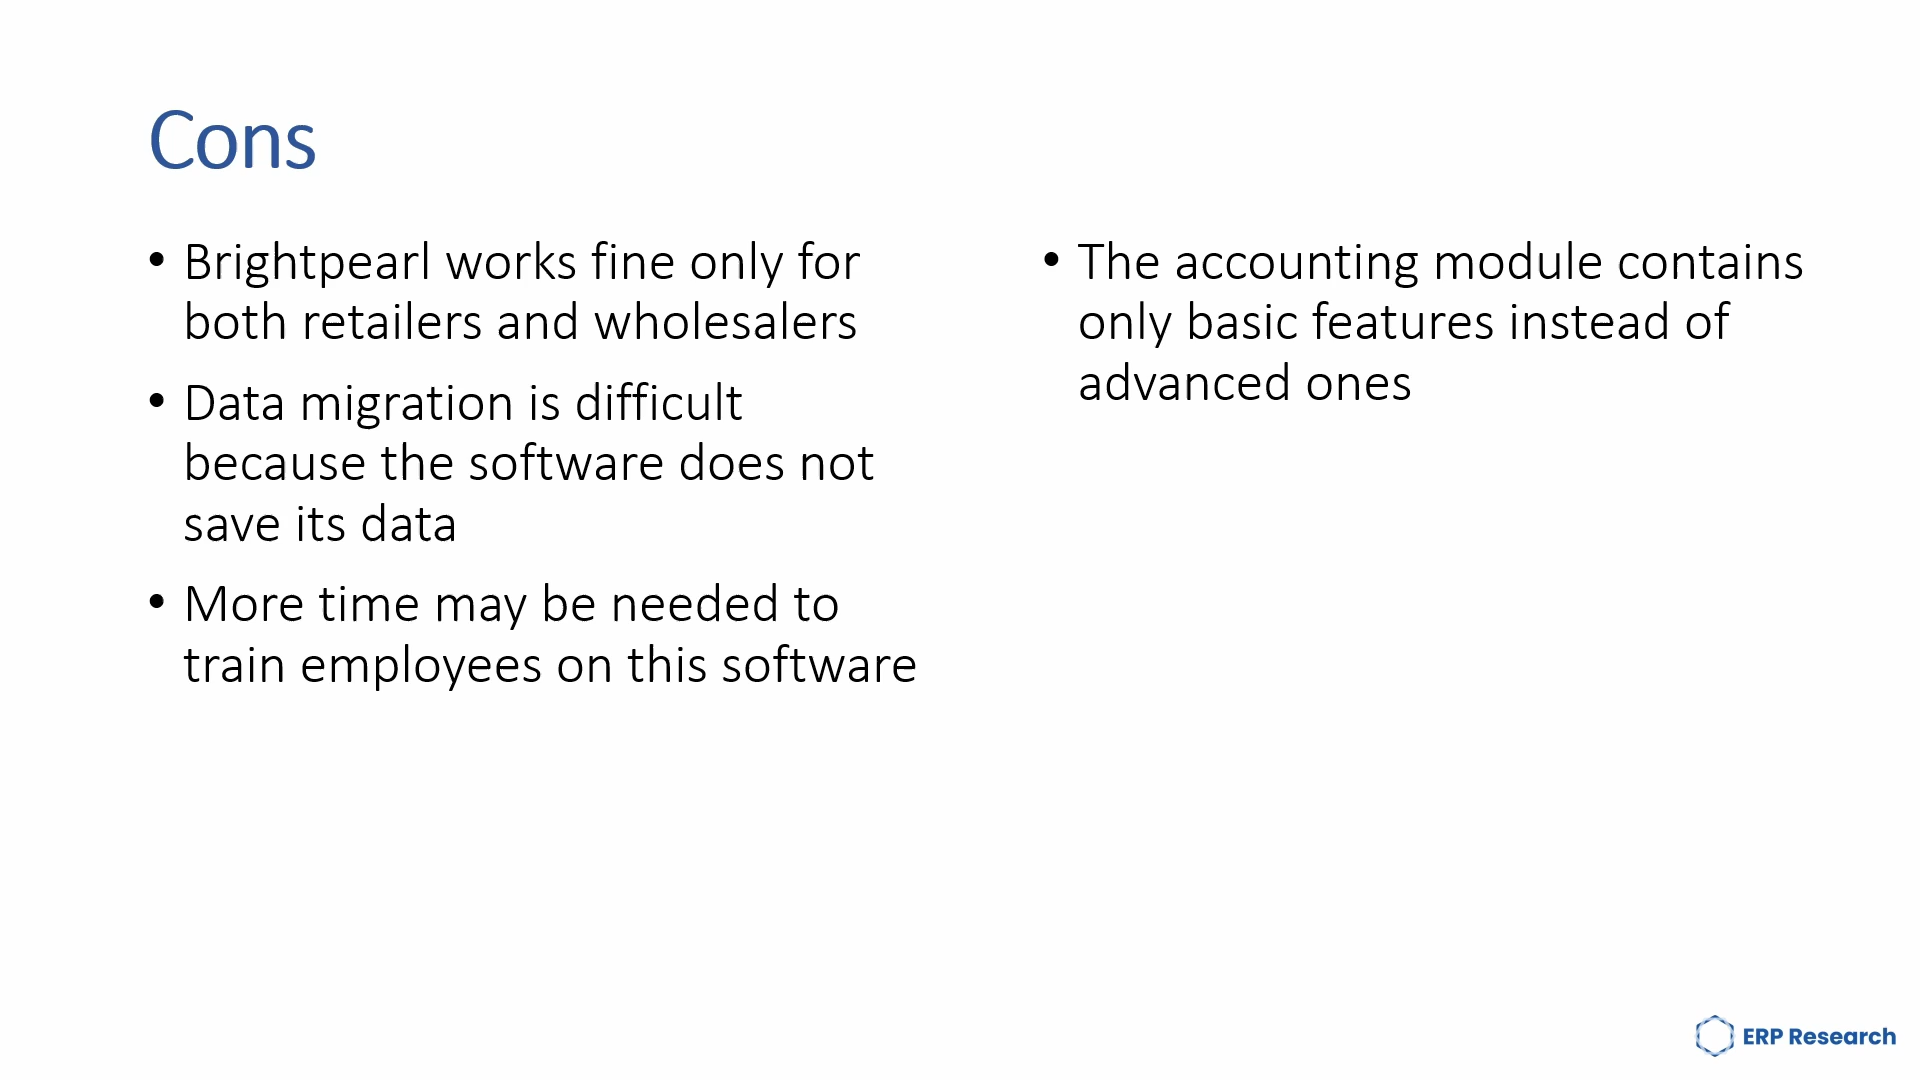 Cons
• Brightpearl works fine only for
both retailers and wholesalers
• Data migration is difficult
because the software does not
save its data
• More time may be needed to
train employees on this software
• The accounting module contains
only basic features instead of
advanced ones
ERP Research